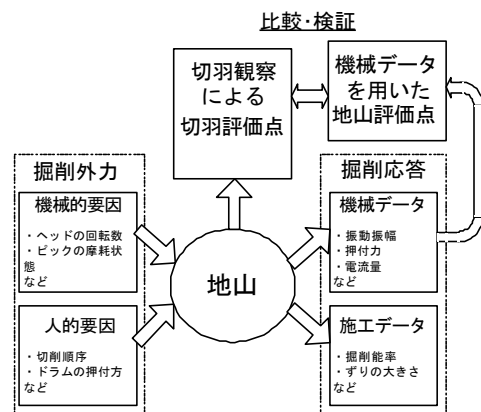 比較・検証
切羽観察
による
切羽評価点
機械データ
を用いた
地山評価点
掘削外力
機械的要因
・ヘッドの回転数
・ピックの摩耗状
態
など
人的要因
・切削順序
・ドラムの押付方
など
地山
掘削応答
機械データ
・振動振幅
・押付力
・電流量
など
施工データ
・掘削能率
・ずりの大きさ
など